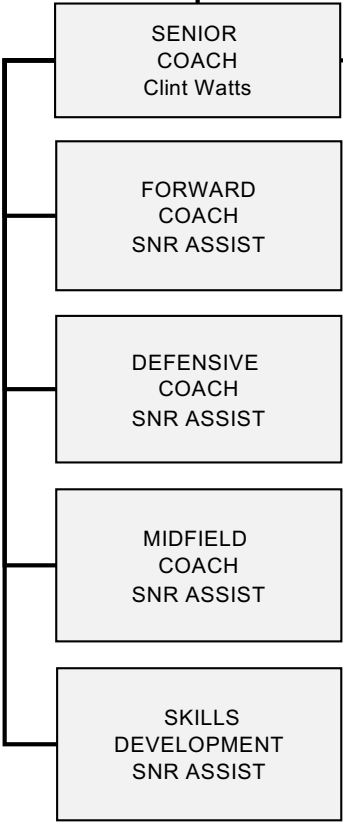 SENIOR
COACH
Clint Watts
FORWARD
COACH
SNR ASSIST
DEFENSIVE
COACH
SNR ASSIST
MIDFIELD
COACH
SNR ASSIST
SKILLS
DEVELOPMENT
SNR ASSIST